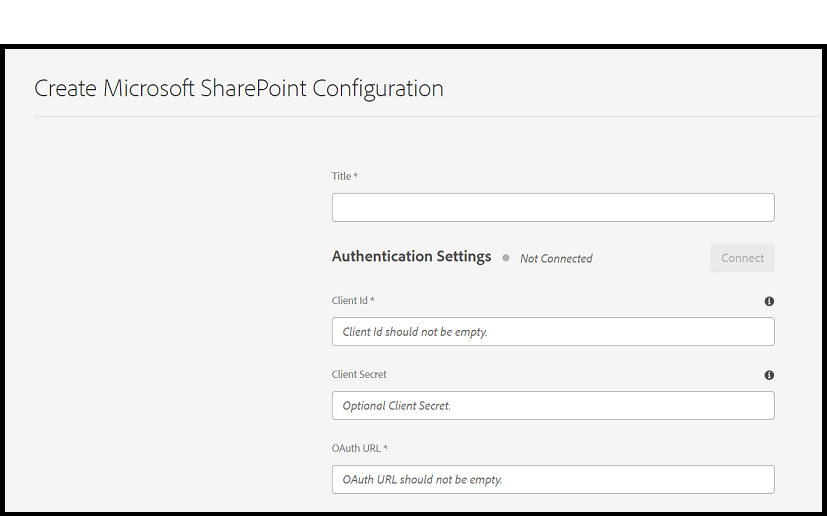 Create Microsoft SharePoint Configuration
Title *
Authentication Settings Not Connected Connect
Client Id *
Client Id should not be empty.
Client Secret
Optional Client Secret.
OAuth URL *
OAuth URL should not be empty.